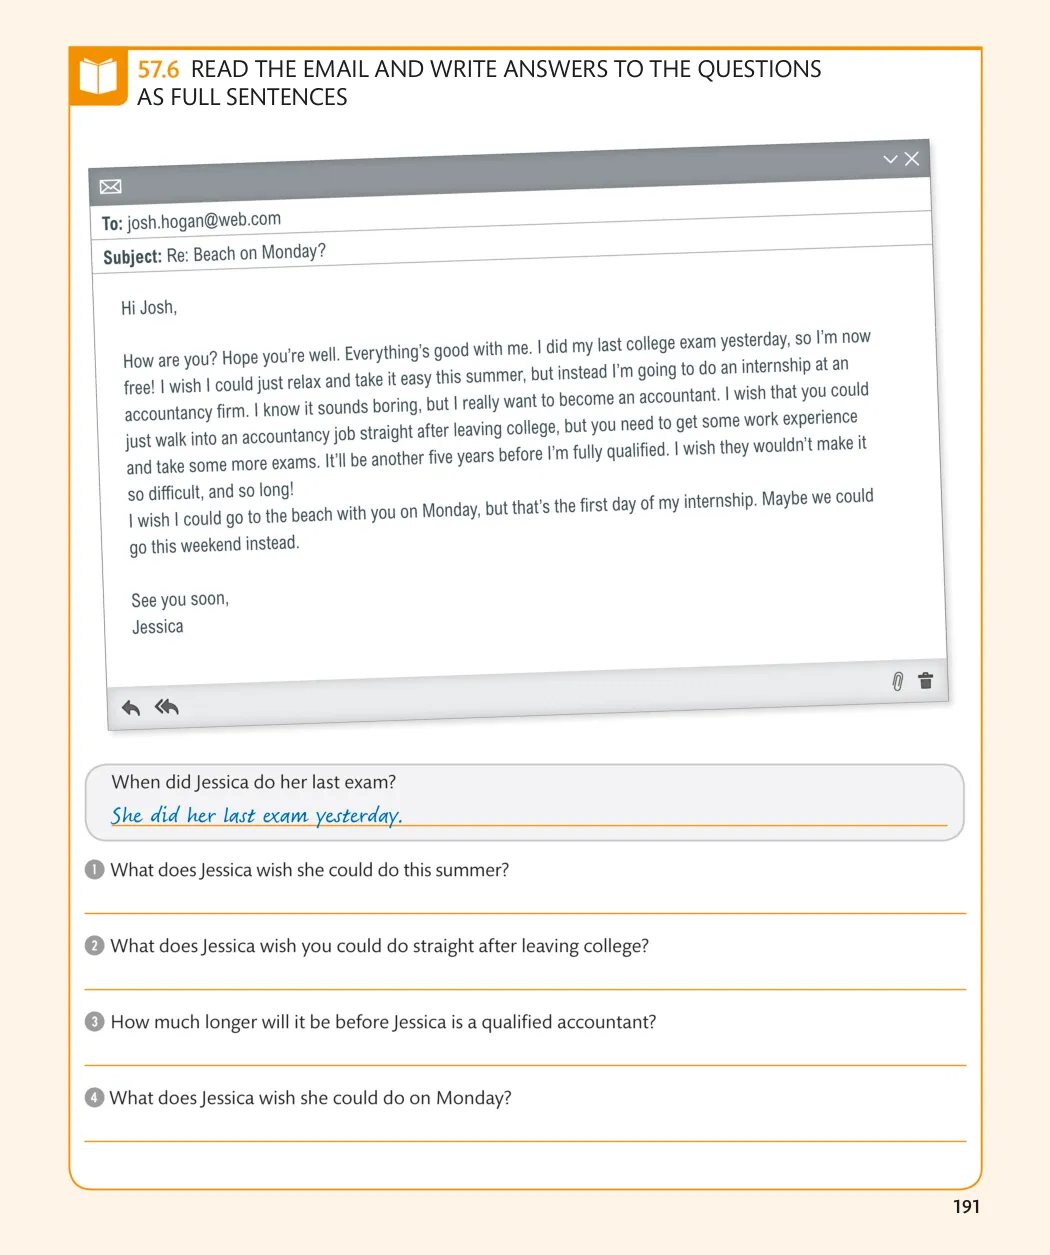 57.6 READ THE EMAIL AND WRITE ANSWERS TO THE QUESTIONS
AS FULL SENTENCES
To: josh.hogan@web.com
Subject: Re: Beach on Monday?
Hi Josh,
How are you? Hope you're well. Everything's good with me. I did my last college exam yesterday, so I'm now
free! I wish I could just relax and take it easy this summer, but instead I'm going to do an internship at an
accountancy firm. I know it sounds boring, but I really want to become an accountant. I wish that you could
just walk into an accountancy job straight after leaving college, but you need to get some work experience
and take some more exams. It'll be another five years before I'm fully qualified. I wish they wouldn't make it
so difficult, and so long!
I wish I could go to the beach with you on Monday, but that's the first day of my internship. Maybe we could
go this weekend instead.
See you soon,
Jessica
When did Jessica do her last exam?
She did her last exam yesterday.
1 What does Jessica wish she could do this summer?
2 What does Jessica wish you could do straight after leaving college?
3 How much longer will it be before Jessica is a qualified accountant?
4 What does Jessica wish she could do on Monday?
191